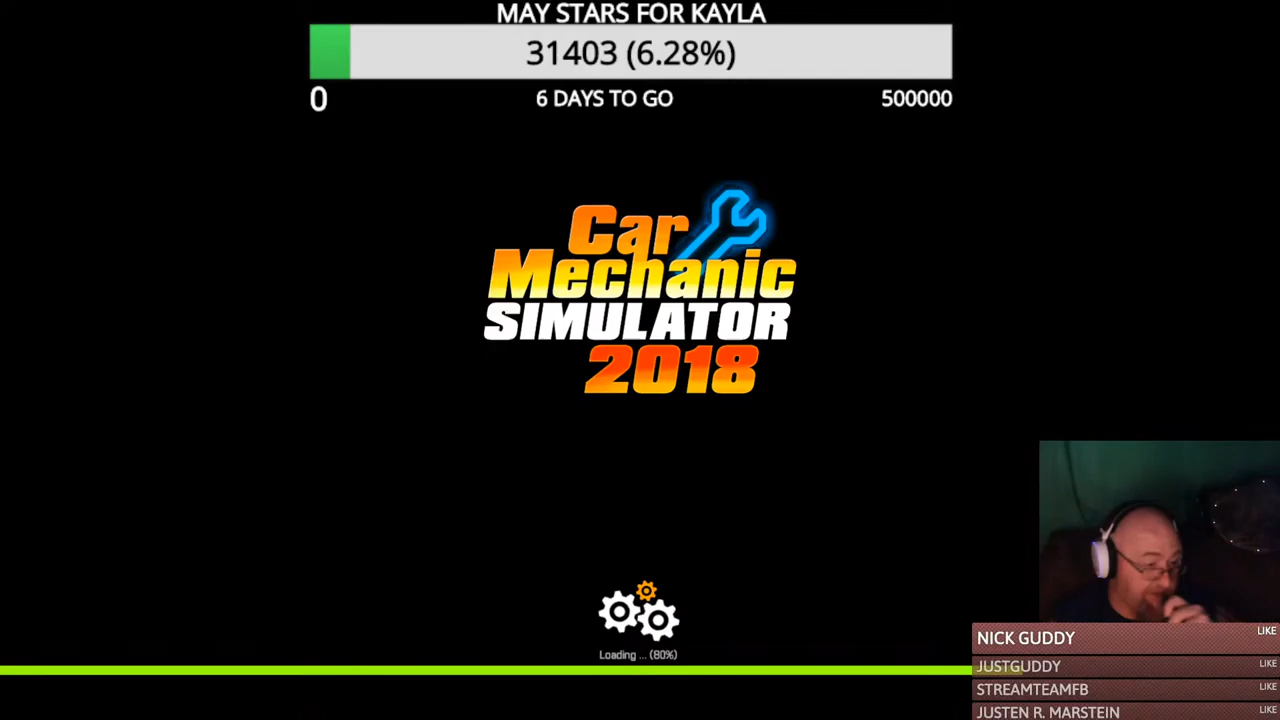 MAY STARS FOR KAYLA
31403 (6.28%)
0 6 DAYS TO GO 500000
Car
Mechanic
SIMULATOR
2018
Loading ... (80%)
NICK GUDDY LIKE
JUSTGUDDY LIKE
STREAMTEAMFB LIKE
JUSTEN R. MARSTEIN LIKE